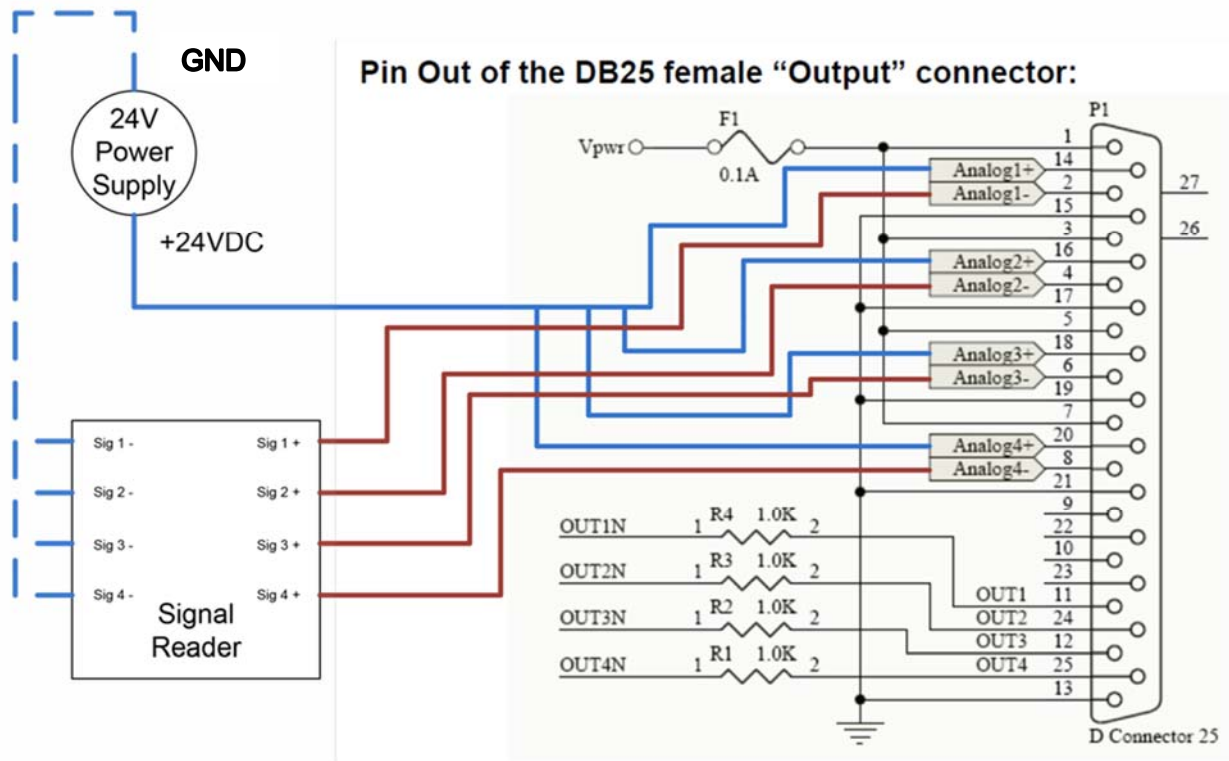 GND
24V
Power
Supply
+24VDC
Pin Out of the DB25 female “Output” connector:
P1
F1
Vpwr
0.1A
1
Analog1+ 14
Analog1- 2
27
15
3
26
Analog2+ 16
Analog2- 4
17
5
Analog3+ 18
Analog3- 6
19
7
Analog4+ 20
Analog4- 8
21
9
22
10
23
OUT1 11
OUT2 24
OUT3 12
OUT4 25
13
D Connector 25
OUT1N 1 R4 1.0K 2
OUT2N 1 R3 1.0K 2
OUT3N 1 R2 1.0K 2
OUT4N 1 R1 1.0K 2
Sig 1 - Sig 1 +
Sig 2 - Sig 2 +
Sig 3 - Sig 3 +
Sig 4 - Sig 4 +
Signal
Reader